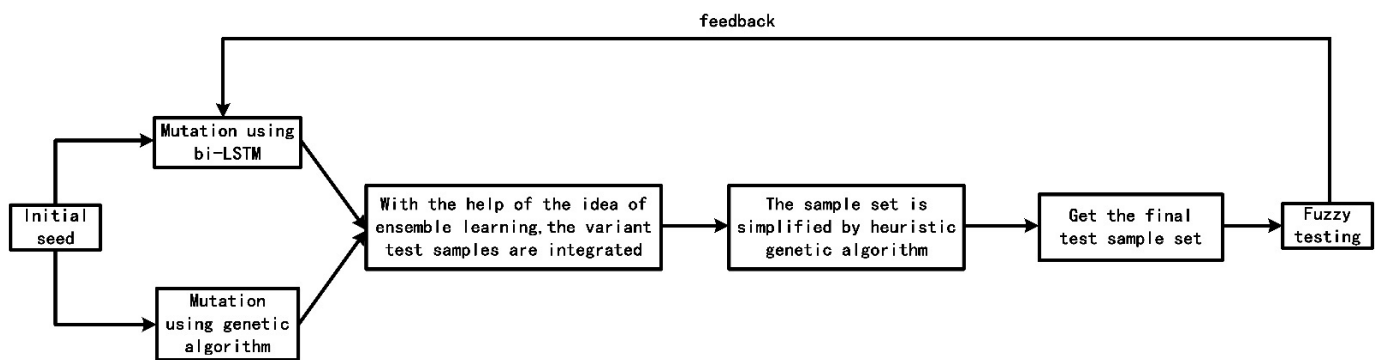 feedback
Mutation using
bi-LSTM
Initial
seed
With the help of the idea of
ensemble learning,the variant
test samples are integrated
The sample set is
simplified by heuristic
genetic algorithm
Get the final
test sample set
Fuzzy
testing
Mutation
using genetic
algorithm